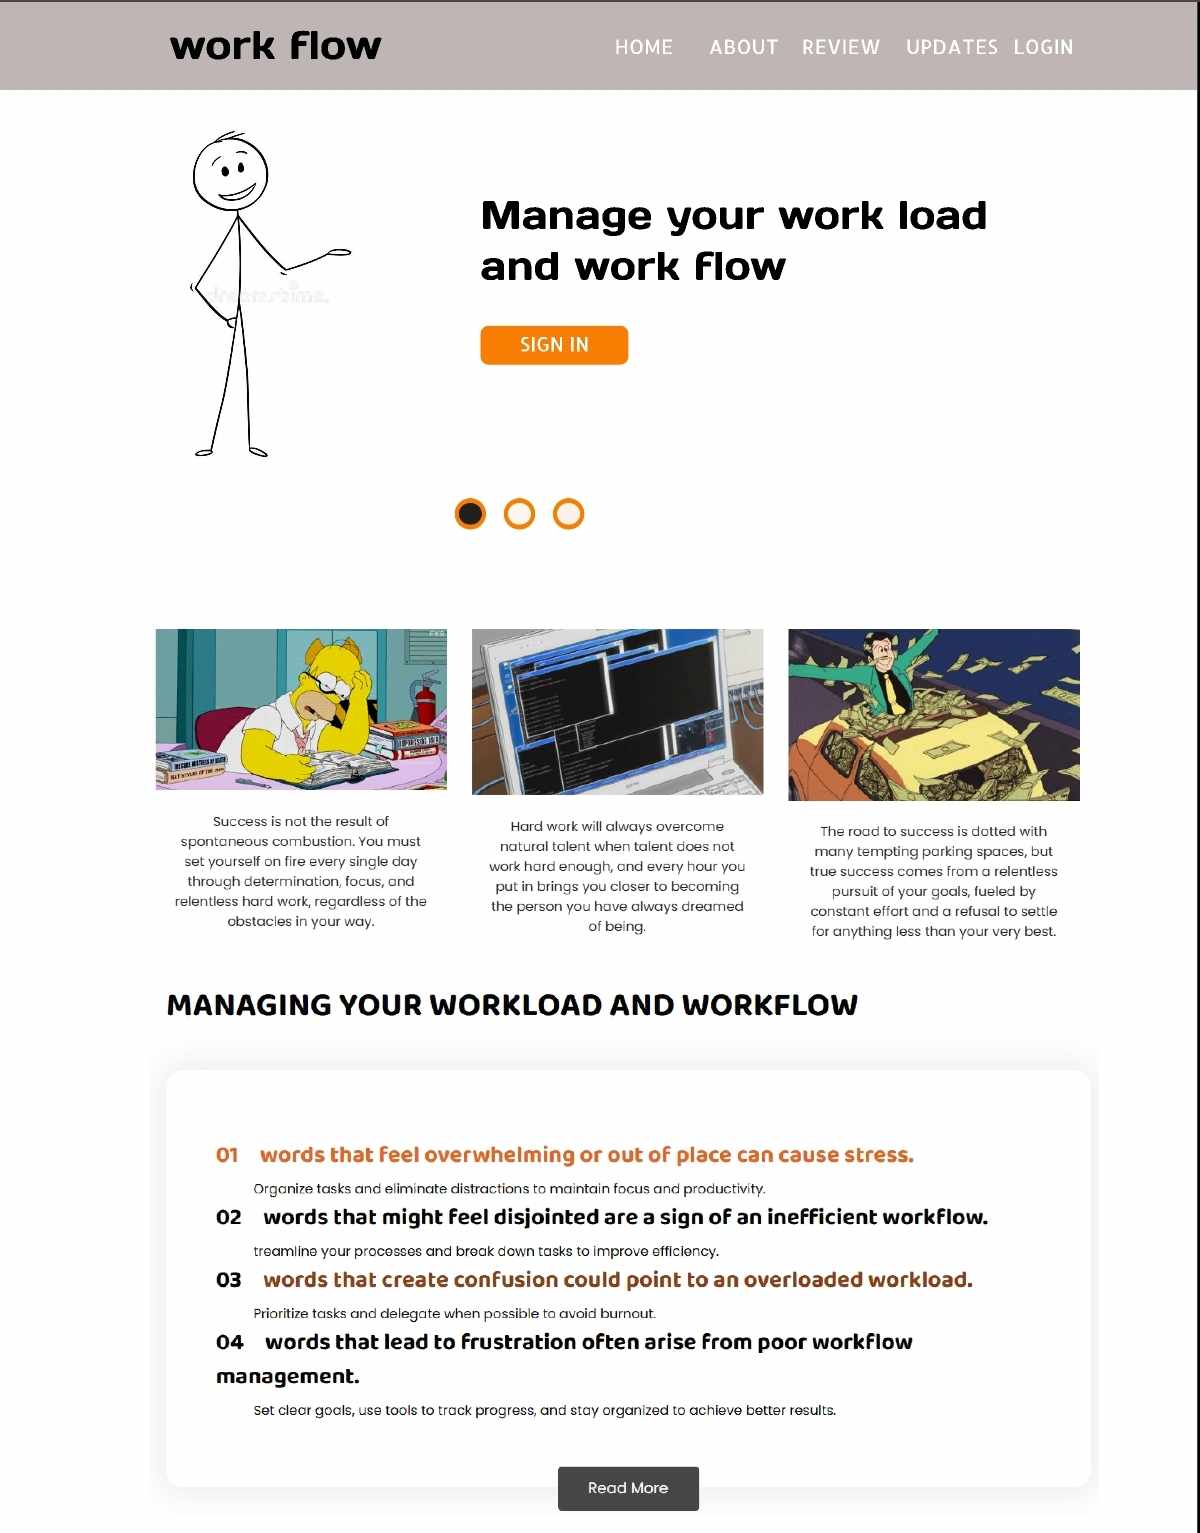 work flow
HOME ABOUT REVIEW UPDATES LOGIN
Manage your work load
and work flow
dreamstime.
SIGN IN
Success is not the result of
spontaneous combustion. You must
set yourself on fire every single day
through determination, focus, and
relentless hard work, regardless of the
obstacles in your way.
Hard work will always overcome
natural talent when talent does not
work hard enough, and every hour you
put in brings you closer to becoming
the person you have always dreamed
of being.
The road to success is dotted with
many tempting parking spaces, but
true success comes from a relentless
pursuit of your goals, fueled by
constant effort and a refusal to settle
for anything less than your very best.
MANAGING YOUR WORKLOAD AND WORKFLOW
01 words that feel overwhelming or out of place can cause stress.
Organize tasks and eliminate distractions to maintain focus and productivity.
02 words that might feel disjointed are a sign of an inefficient workflow.
treamline your processes and break down tasks to improve efficiency.
03 words that create confusion could point to an overloaded workload.
Prioritize tasks and delegate when possible to avoid burnout.
04 words that lead to frustration often arise from poor workflow
management.
Set clear goals, use tools to track progress, and stay organized to achieve better results.
Read More